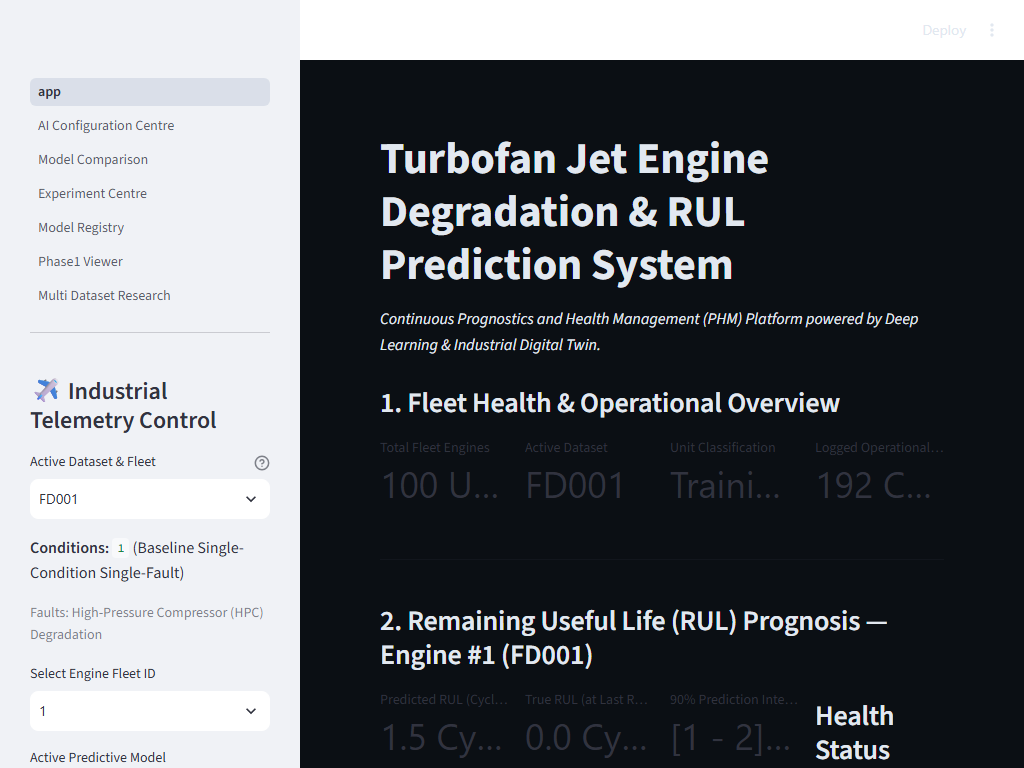 Deploy
app
AI Configuration Centre
Model Comparison
Experiment Centre
Model Registry
Phase1 Viewer
Multi Dataset Research
Industrial
Telemetry Control
Active Dataset & Fleet
FD001
Conditions: 1 (Baseline Single-
Condition Single-Fault)
Faults: High-Pressure Compressor (HPC)
Degradation
Select Engine Fleet ID
1
Active Predictive Model
Turbofan Jet Engine
Degradation & RUL
Prediction System
Continuous Prognostics and Health Management (PHM) Platform powered by Deep
Learning & Industrial Digital Twin.
1. Fleet Health & Operational Overview
Total Fleet Engines Active Dataset Unit Classification Logged Operational...
100 U... FD001 Traini... 192 C...
2. Remaining Useful Life (RUL) Prognosis —
Engine #1 (FD001)
Predicted RUL (Cycl... True RUL (at Last R... 90% Prediction Inte...
1.5 Cy... 0.0 Cy... [1 - 2]...
Health
Status